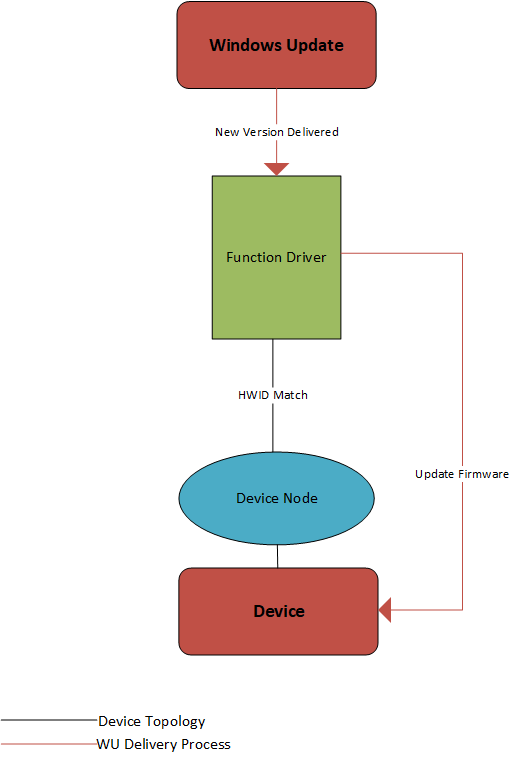 Windows Update
New Version Delivered
Function Driver
HWID Match
Update Firmware
Device Node
Device
Device Topology
WU Delivery Process